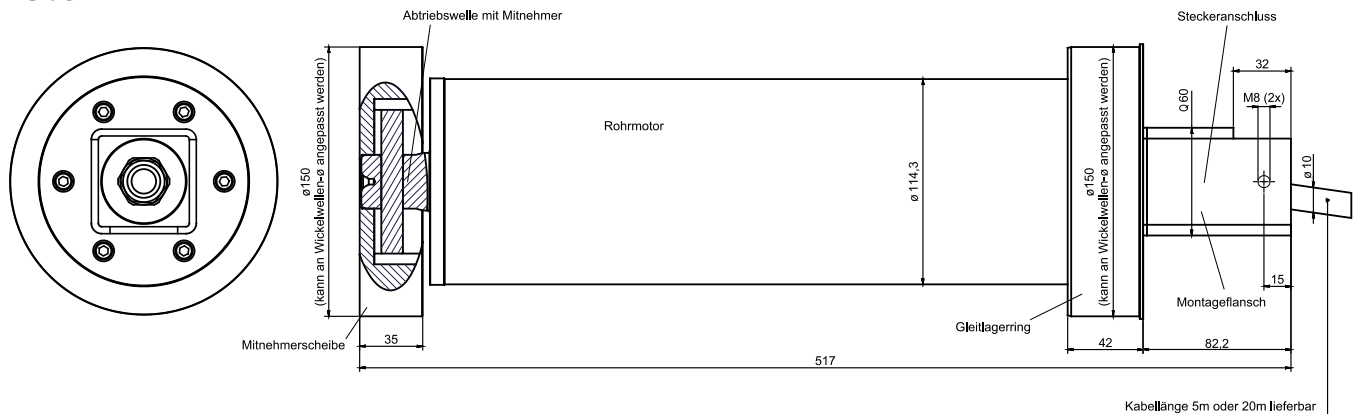 Abtriebswelle mit Mitnehmer
Steckeranschluss
32
M8 (2x)
60
Rohrmotor
ø150
(kann an Wickelwellen-ø angepasst werden)
ø114,3
ø150
(kann an Wickelwellen-ø angepasst werden)
ø10
15
Montageflansch
Gleitlagerring
Mitnehmerscheibe
35
42
82,2
517
Kabellänge 5m oder 20m lieferbar